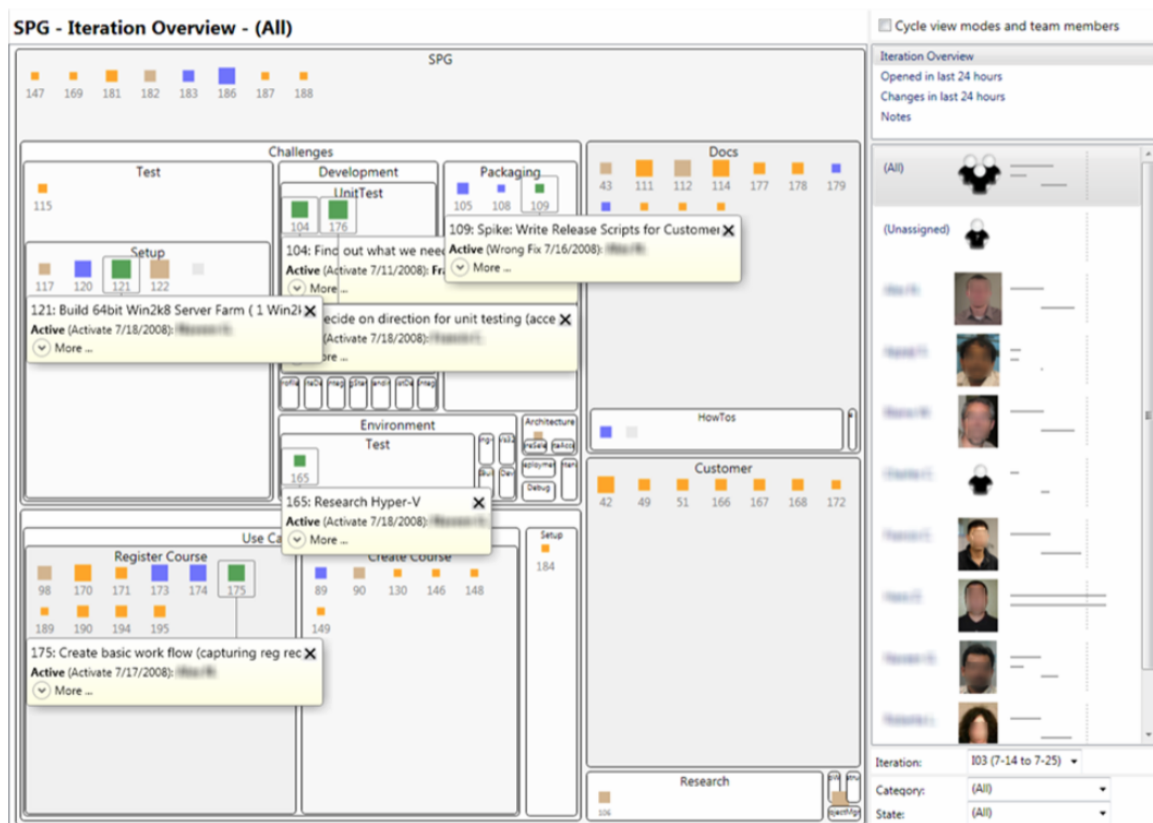 SPG - Iteration Overview - (All)
Cycle view modes and team members
SPG
147 169 181 182 183 186 187 188
Iteration Overview
Opened in last 24 hours
Changes in last 24 hours
Notes
Challenges
Test
115
Setup
117 120 121 122
121: Build 64bit Win2k8 Server Farm ( 1 Win2k
Active (Activate 7/18/2008):
More ...
Development
UnitTest
104 176
104: Find out what we need
Active (Activate 7/11/2008): Fra
More ...
ecide on direction for unit testing (acce
(Activate 7/18/2008):
re ...
Packaging
105 108 109
109: Spike: Write Release Scripts for Customer
Active (Wrong Fix 7/16/2008):
More ...
Environment
Test
165
165: Research Hyper-V
Active (Activate 7/18/2008):
More ...
Architecture
Debug
Docs
43 111 112 114 177 178 179
HowTos
Customer
42 49 51 166 167 168 172
Use Ca
Register Course
98 170 171 173 174 175
189 190 194 195
175: Create basic work flow (capturing reg rec
Active (Activate 7/17/2008):
More ...
Create Course
89 90 130 146 148
149
Setup
184
Research
106
(All)
(Unassigned)
Iteration: I03 (7-14 to 7-25)
Category: (All)
State: (All)